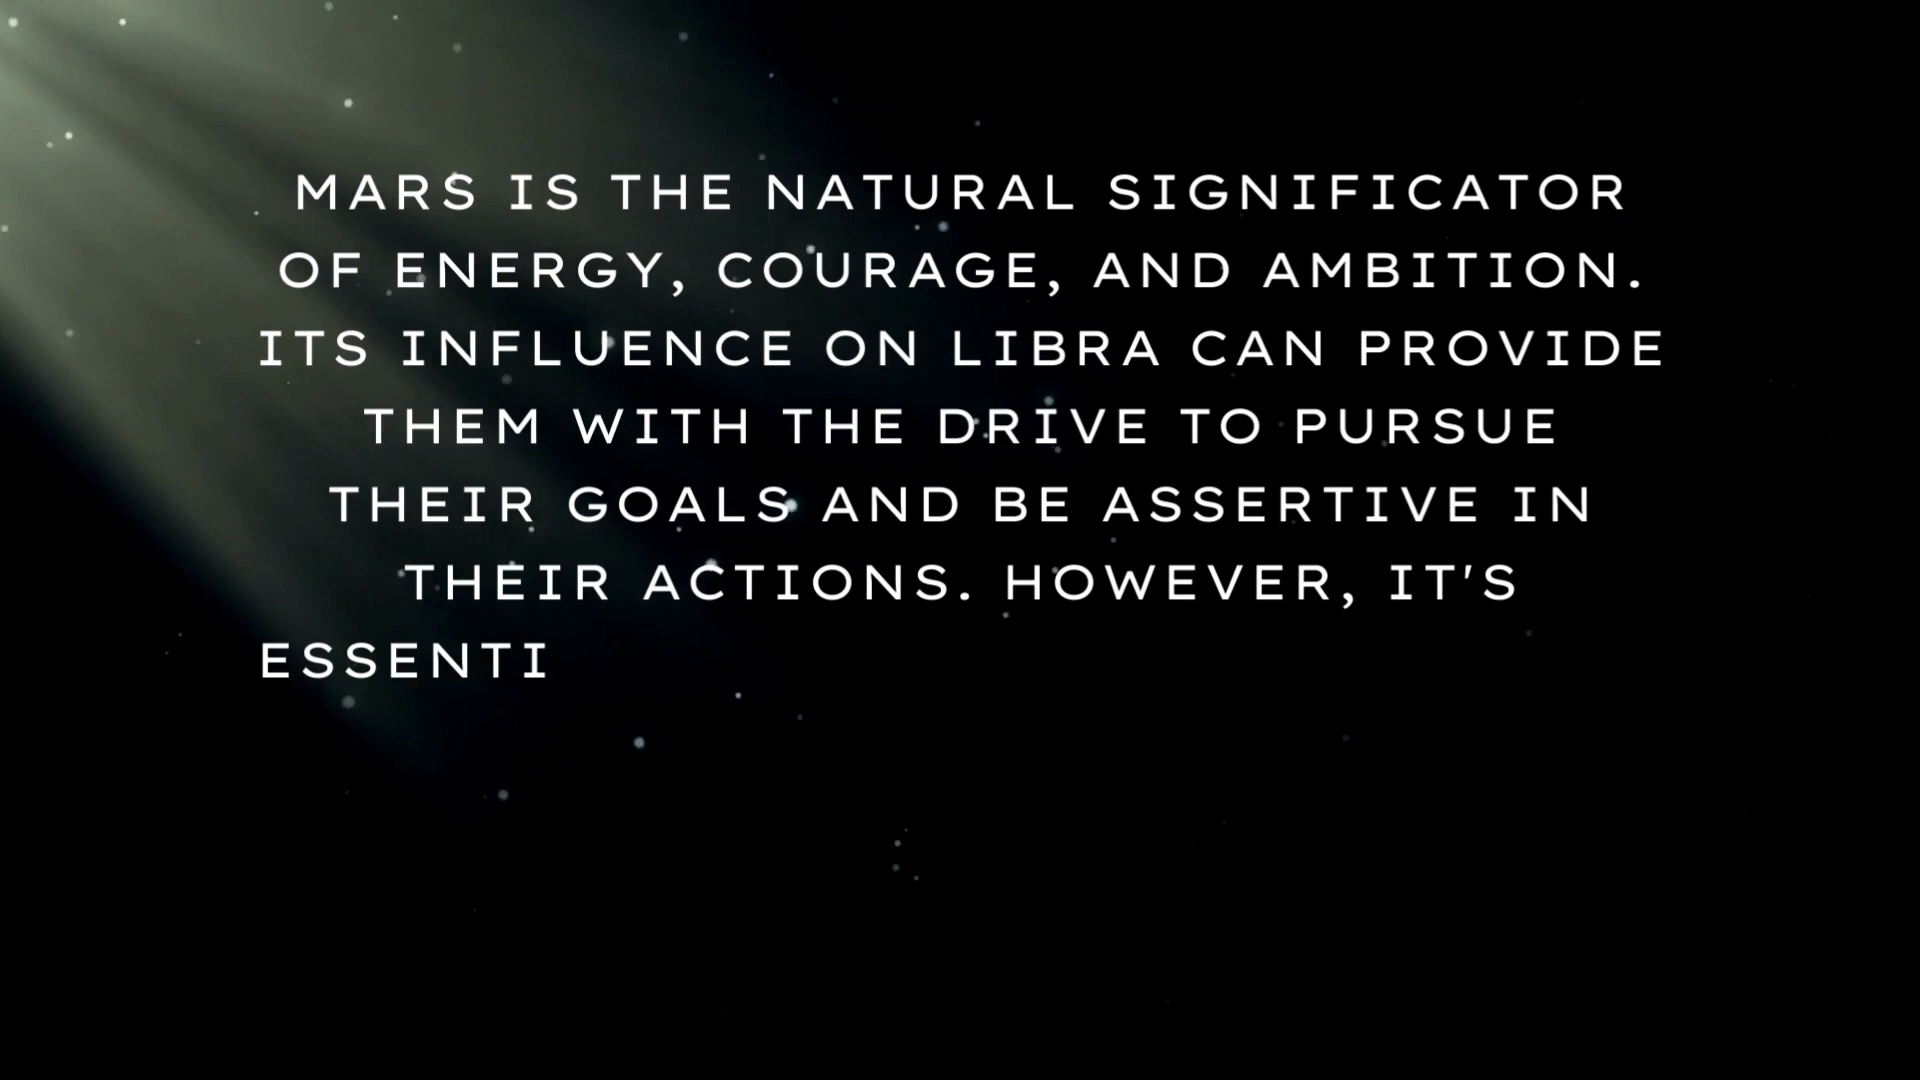 MARS IS THE NATURAL SIGNIFICATOR
OF ENERGY, COURAGE, AND AMBITION.
ITS INFLUENCE ON LIBRA CAN PROVIDE
THEM WITH THE DRIVE TO PURSUE
THEIR GOALS AND BE ASSERTIVE IN
THEIR ACTIONS. HOWEVER, IT'S
ESSENTI